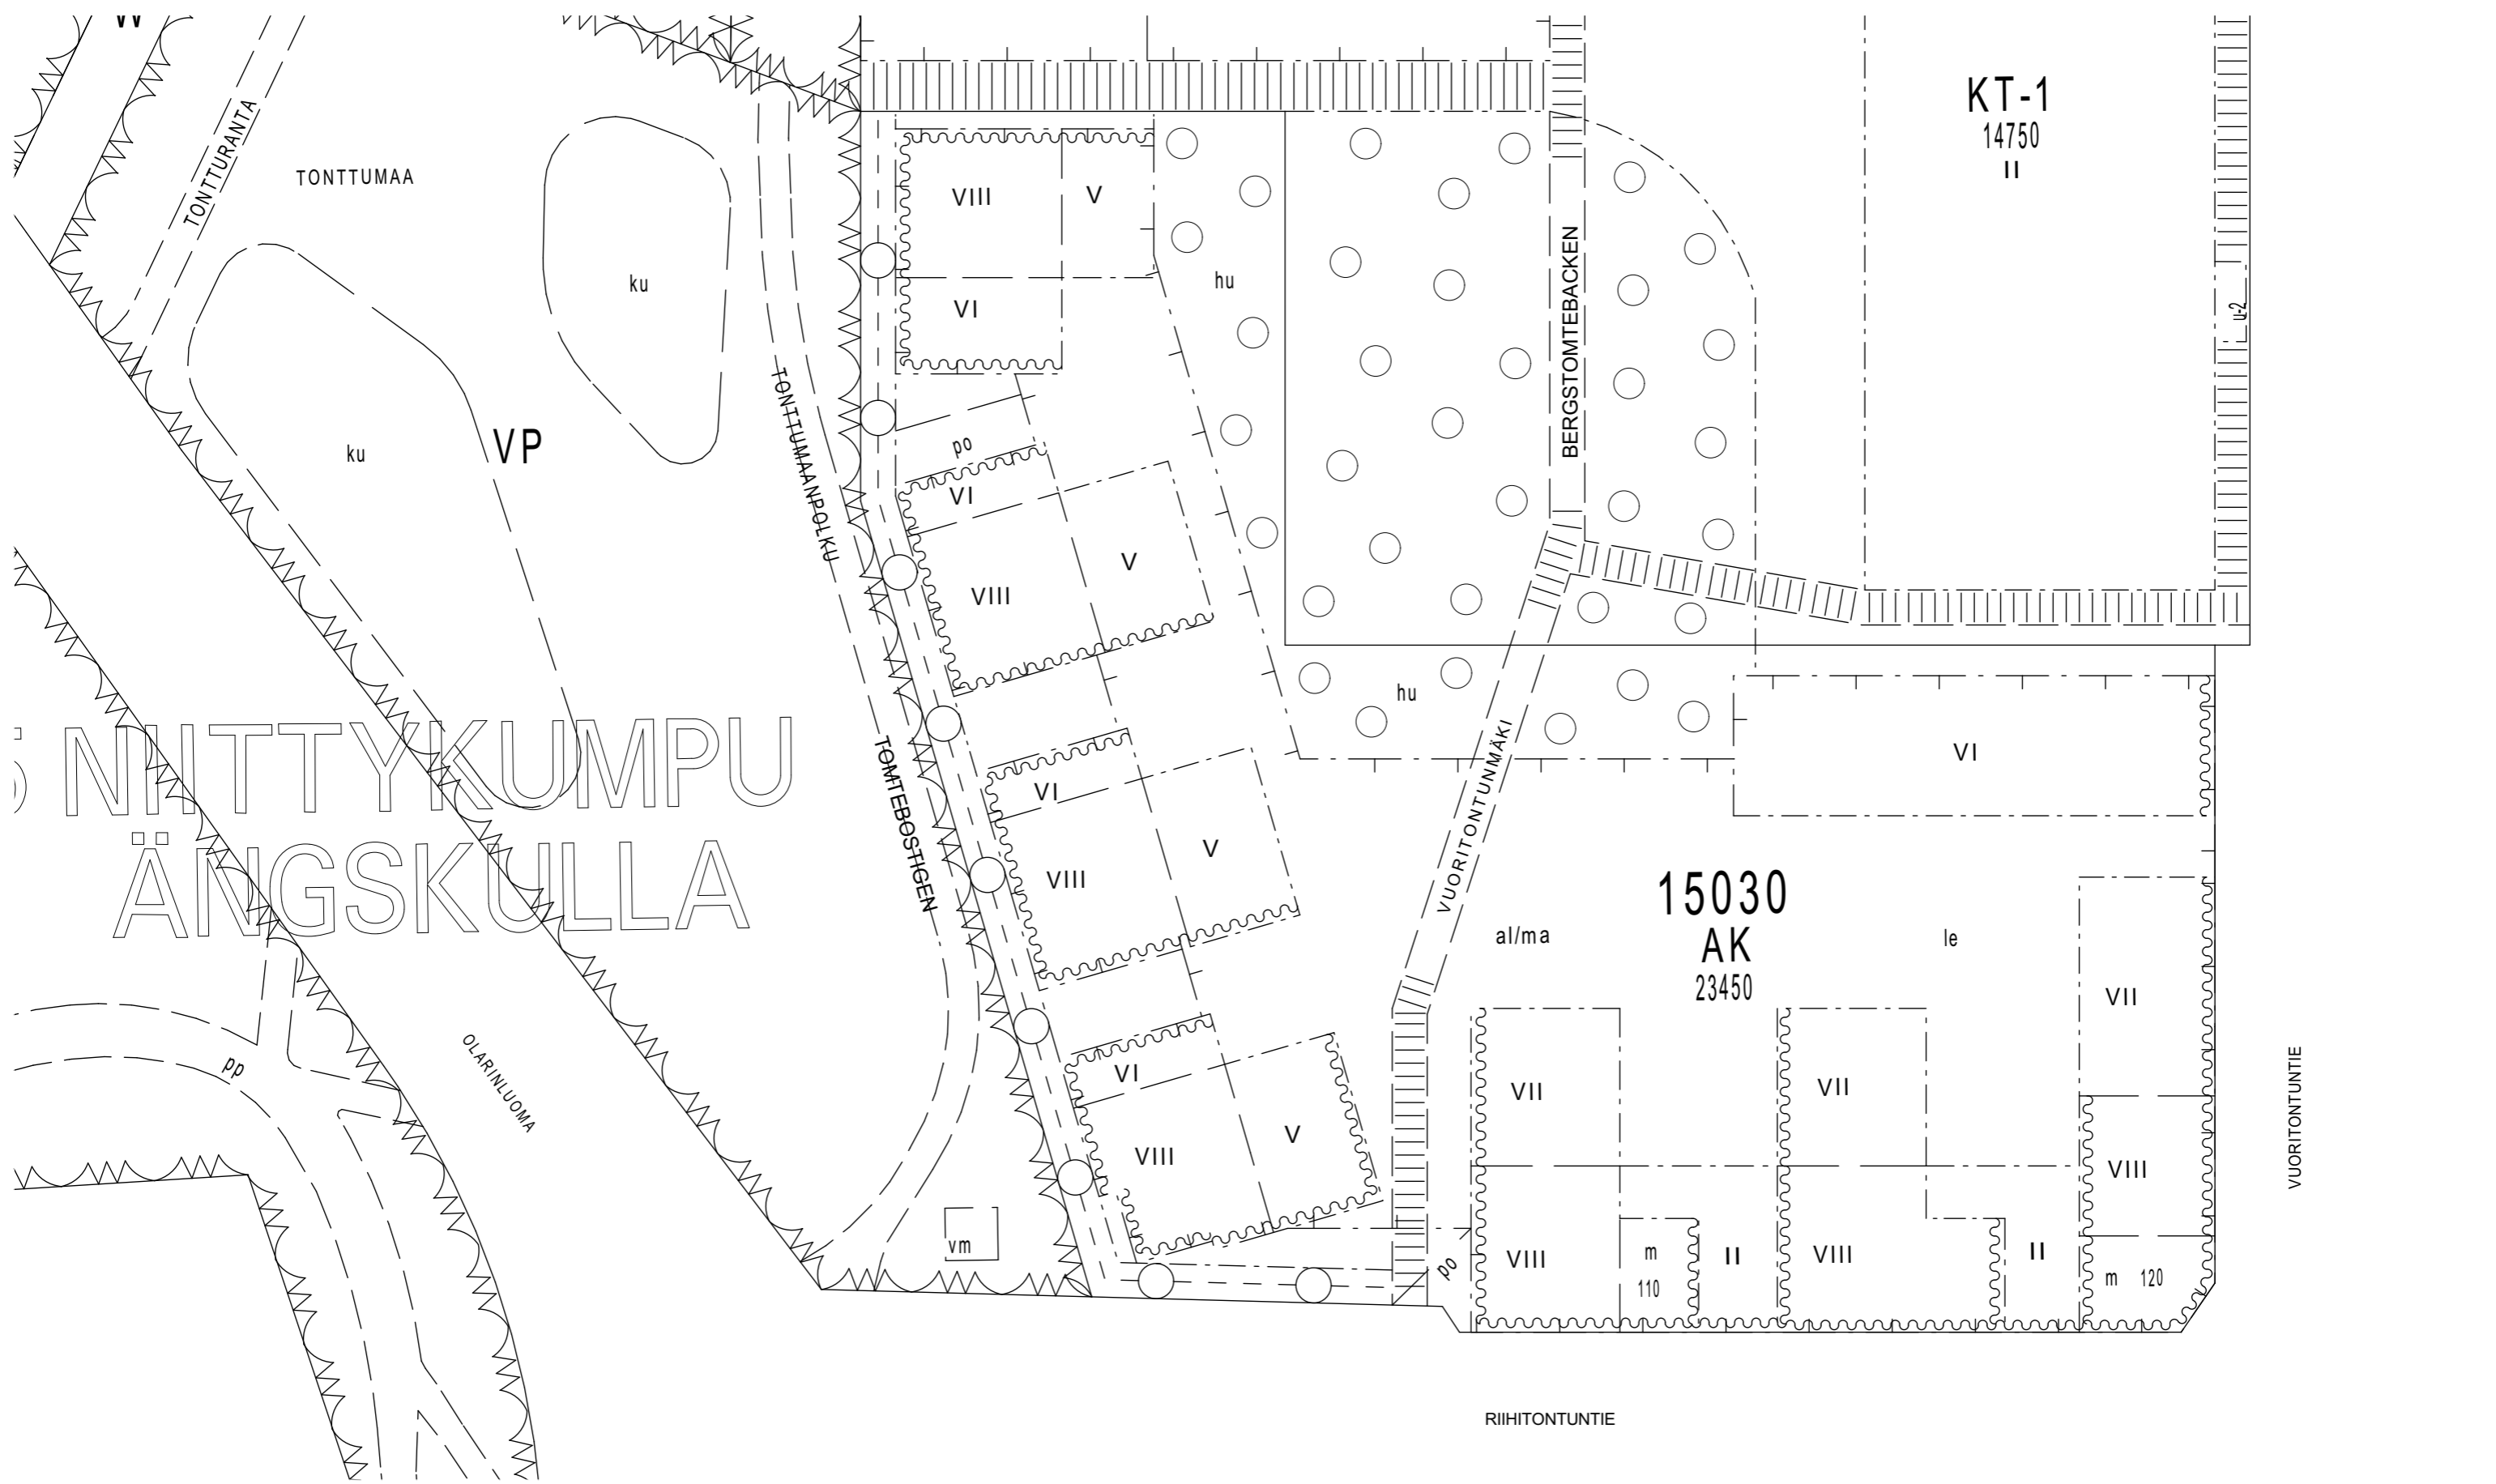 KT-1
14750
II
u-2
TONTTURANTA
TONTTUMAA
ku
ku
VP
TONTTUMAANPOLKU
TOMTEBOSTIGEN
VIII
V
VI
hu
po
VI
V
VIII
BERGSTOMTEBACKEN
hu
VUORITONTUNMÄKI
VI
NIITTYKUMPU
ÄNGSKULLA
VI
V
VIII
15030
AK
23450
al/ma
le
VII
VI
V
VIII
VII
VII
VIII
pp
OLARINLUOMA
vm
po
VIII
m
110
II
VIII
II
m 120
VUORITONTUNTIE
RIIHITONTUNTIE